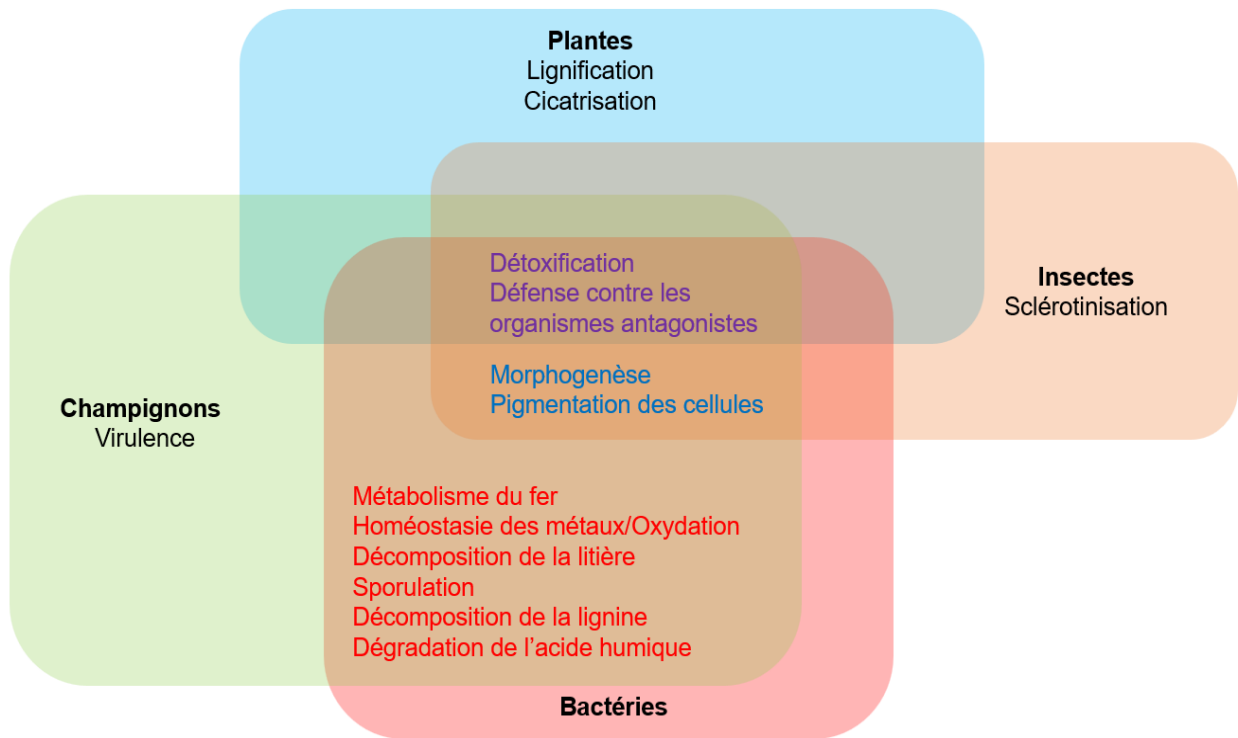 Plantes
Lignification
Cicatrisation
Détoxification
Défense contre les
organismes antagonistes
Insectes
Sclérotinisation
Morphogenèse
Pigmentation des cellules
Champignons
Virulence
Métabolisme du fer
Homéostasie des métaux/Oxydation
Décomposition de la litière
Sporulation
Décomposition de la lignine
Dégradation de l’acide humique
Bactéries